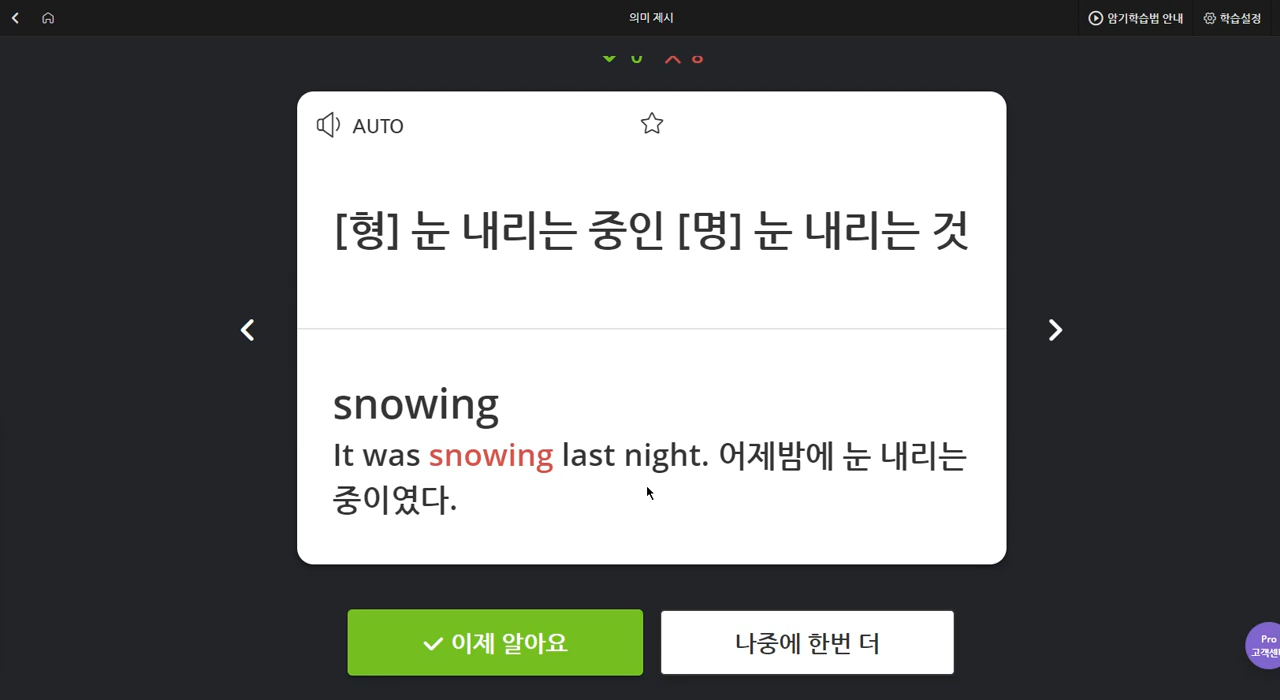 의미 제시
암기학습법 안내
학습설정
AUTO
[형] 눈 내리는 중인 [명] 눈 내리는 것
snowing
It was snowing last night. 어제밤에 눈 내리는
중이였다.
이제 알아요
나중에 한번 더
Pro
고객센